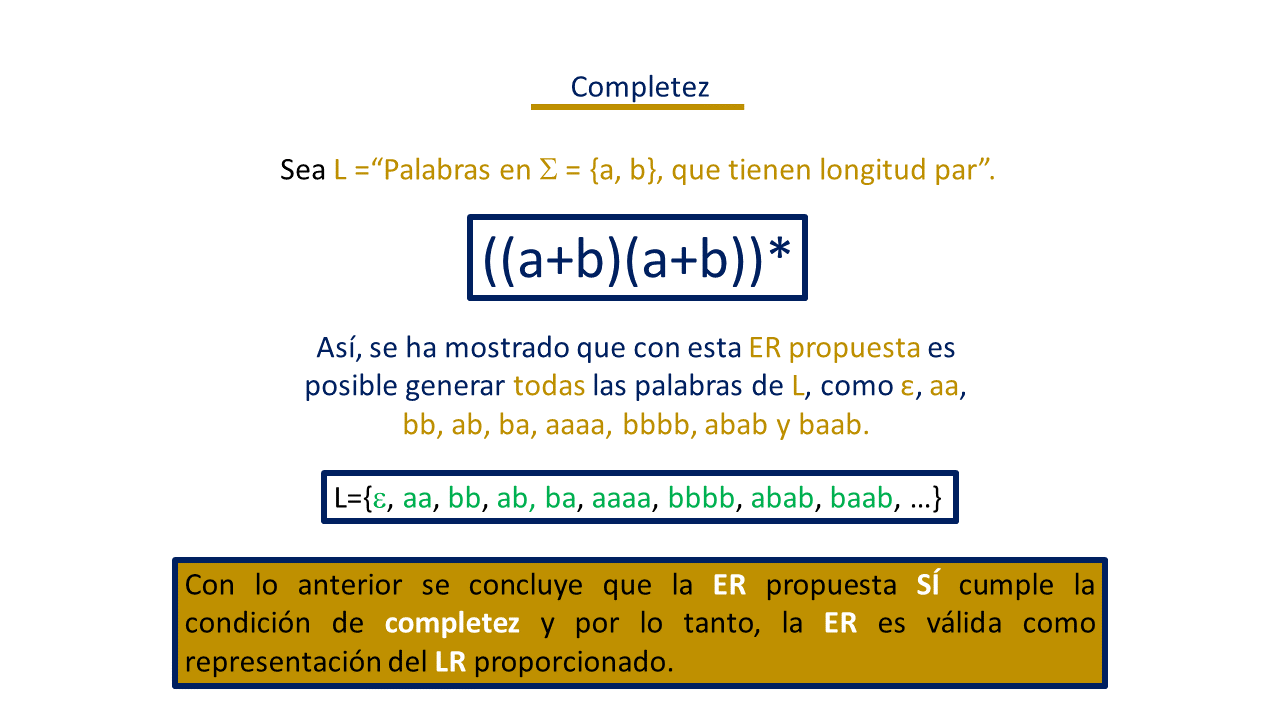 Completez
Sea L =“Palabras en Σ = {a, b}, que tienen longitud par”.
((a+b)(a+b))*
Así, se ha mostrado que con esta ER propuesta es
posible generar todas las palabras de L, como ε, aa,
bb, ab, ba, aaaa, bbbb, abab y baab.
L={ε, aa, bb, ab, ba, aaaa, bbbb, abab, baab, ...}
Con lo anterior se concluye que la ER propuesta SÍ cumple la
condición de completez y por lo tanto, la ER es válida como
representación del LR proporcionado.